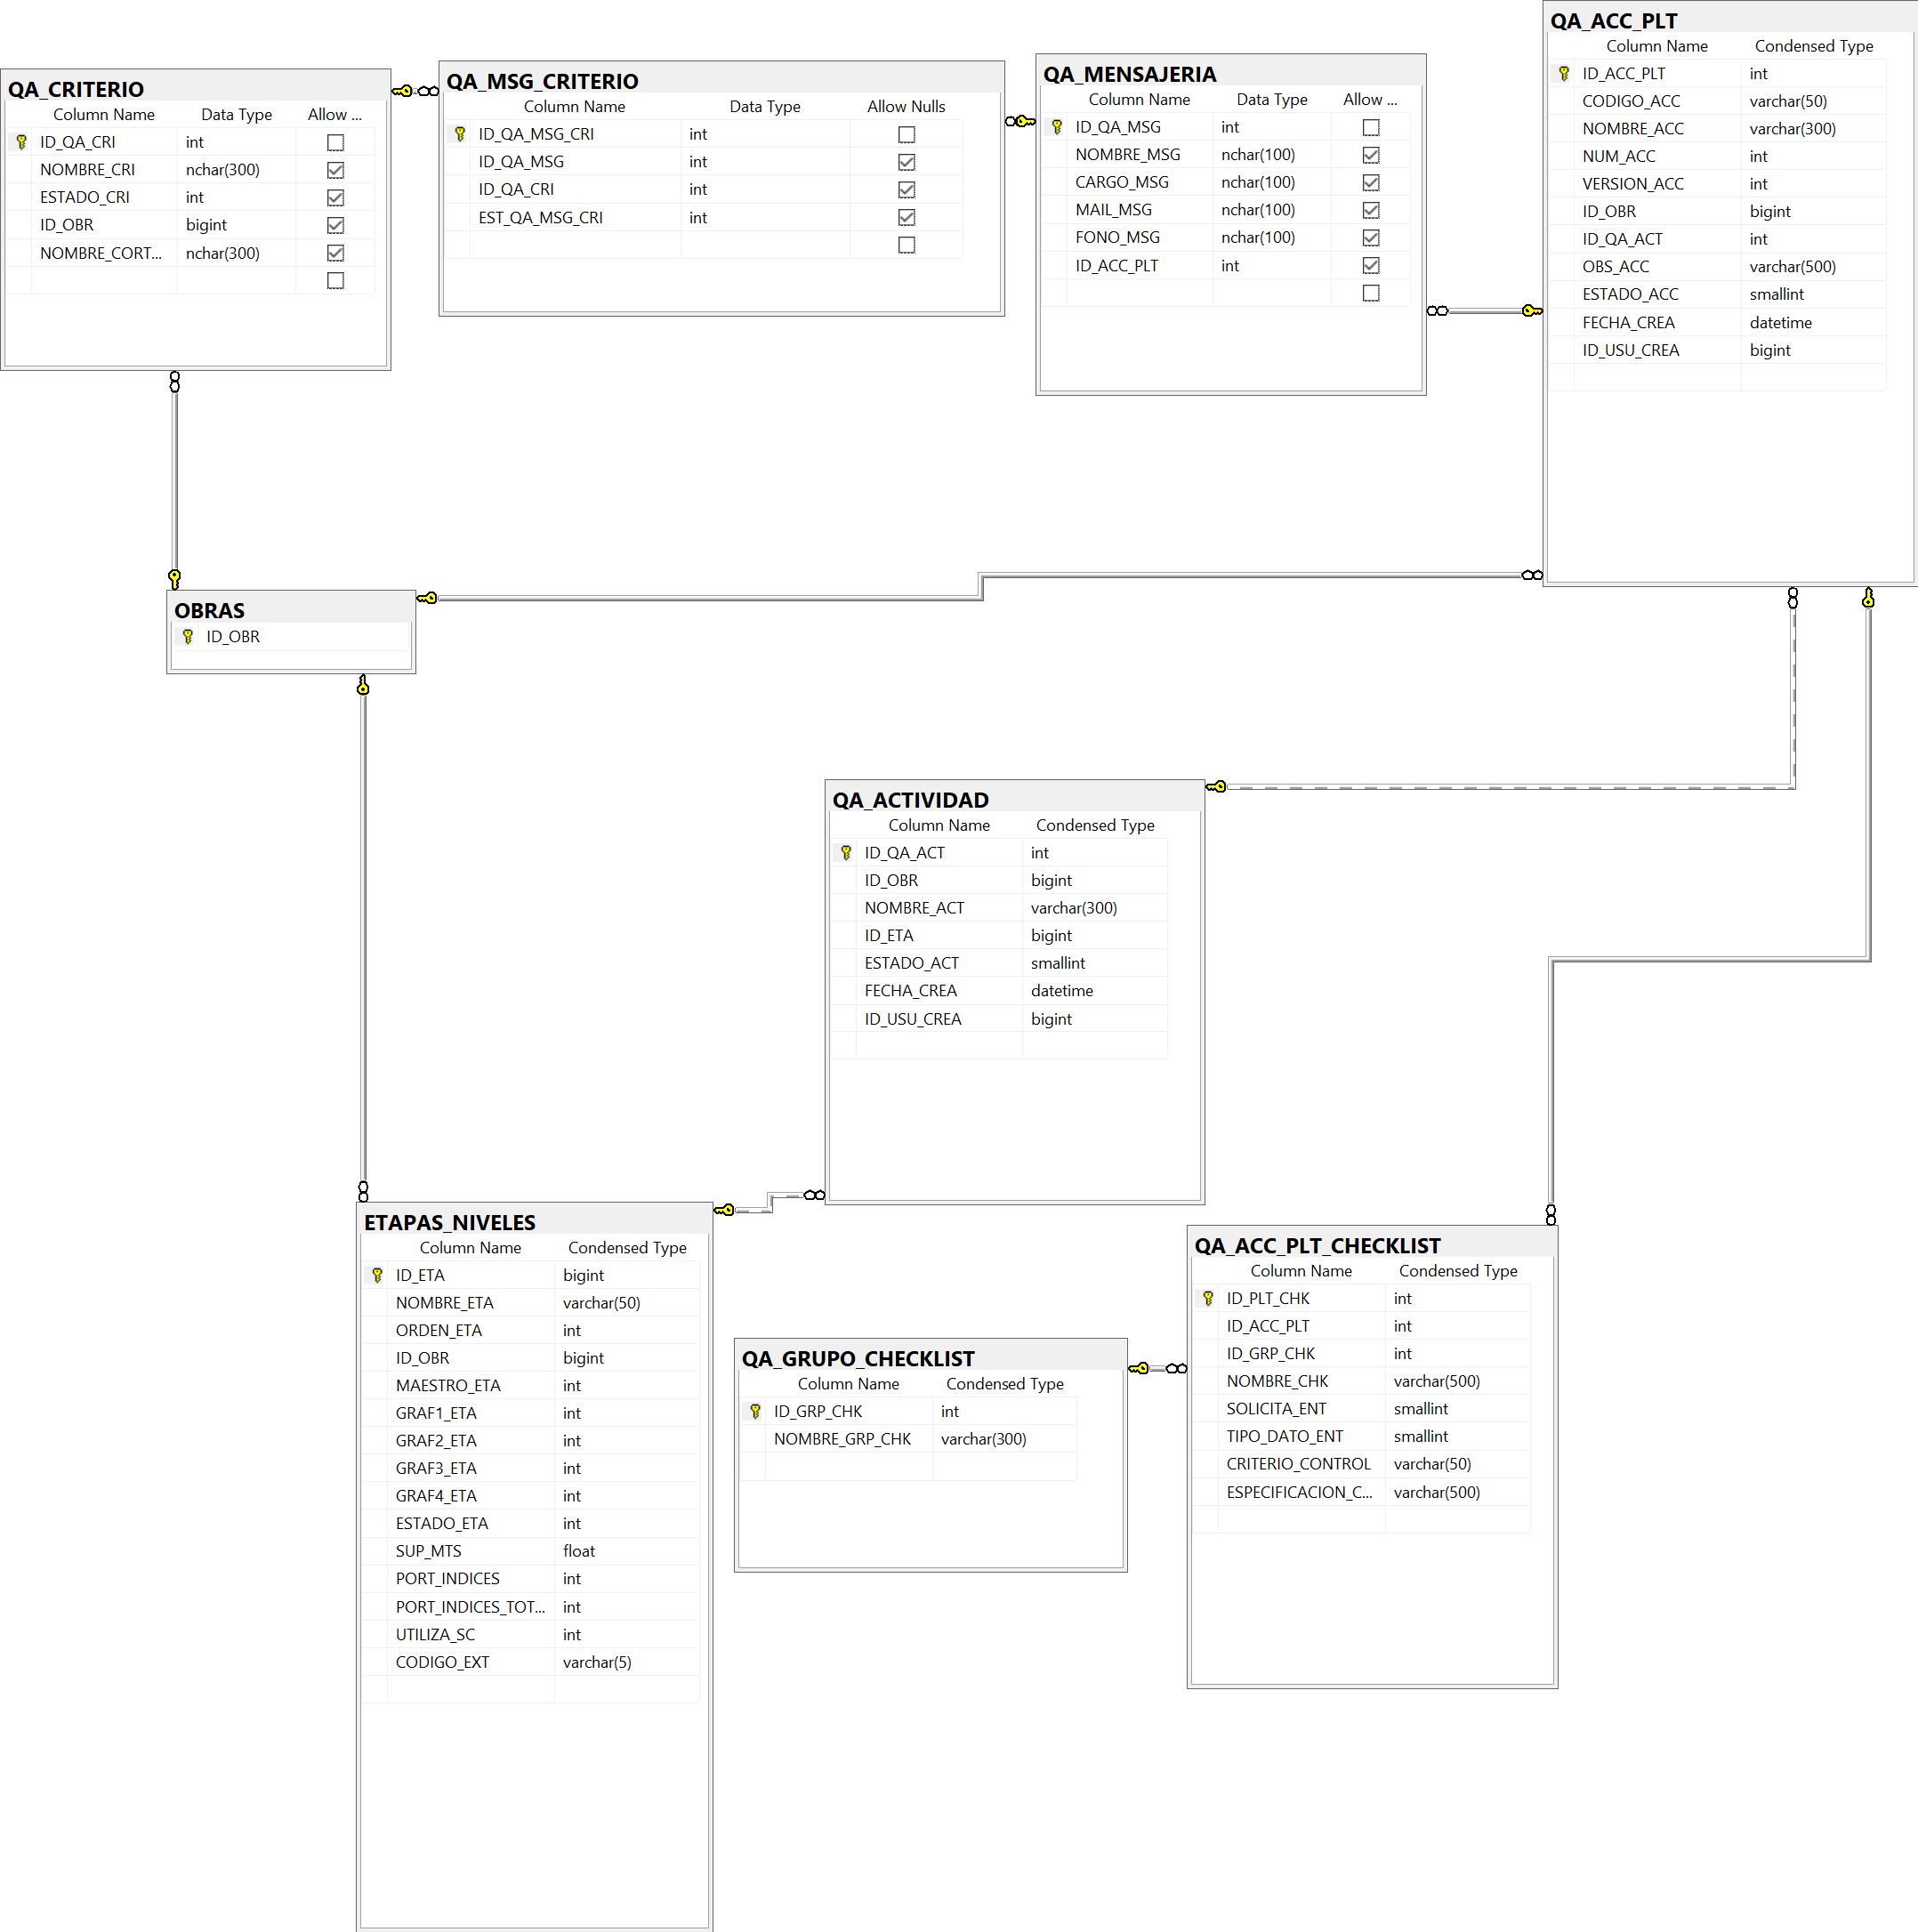 QA_CRITERIO
Column Name Data Type Allow ...
ID_QA_CRI int
NOMBRE_CRI nchar(300)
ESTADO_CRI int
ID_OBR bigint
NOMBRE_CORT... nchar(300)
QA_MSG_CRITERIO
Column Name Data Type Allow Nulls
ID_QA_MSG_CRI int
ID_QA_MSG int
ID_QA_CRI int
EST_QA_MSG_CRI int
QA_MENSAJERIA
Column Name Data Type Allow ...
ID_QA_MSG int
NOMBRE_MSG nchar(100)
CARGO_MSG nchar(100)
MAIL_MSG nchar(100)
FONO_MSG nchar(100)
ID_ACC_PLT int
QA_ACC_PLT
Column Name Condensed Type
ID_ACC_PLT int
CODIGO_ACC varchar(50)
NOMBRE_ACC varchar(300)
NUM_ACC int
VERSION_ACC int
ID_OBR bigint
ID_QA_ACT int
OBS_ACC varchar(500)
ESTADO_ACC smallint
FECHA_CREA datetime
ID_USU_CREA bigint
OBRAS
ID_OBR
QA_ACTIVIDAD
Column Name Condensed Type
ID_QA_ACT int
ID_OBR bigint
NOMBRE_ACT varchar(300)
ID_ETA bigint
ESTADO_ACT smallint
FECHA_CREA datetime
ID_USU_CREA bigint
ETAPAS_NIVELES
Column Name Condensed Type
ID_ETA bigint
NOMBRE_ETA varchar(50)
ORDEN_ETA int
ID_OBR bigint
MAESTRO_ETA int
GRAF1_ETA int
GRAF2_ETA int
GRAF3_ETA int
GRAF4_ETA int
ESTADO_ETA int
SUP_MTS float
PORT_INDICES int
PORT_INDICES_TOT... int
UTILIZA_SC int
CODIGO_EXT varchar(5)
QA_GRUPO_CHECKLIST
Column Name Condensed Type
ID_GRP_CHK int
NOMBRE_GRP_CHK varchar(300)
QA_ACC_PLT_CHECKLIST
Column Name Condensed Type
ID_PLT_CHK int
ID_ACC_PLT int
ID_GRP_CHK int
NOMBRE_CHK varchar(500)
SOLICITA_ENT smallint
TIPO_DATO_ENT smallint
CRITERIO_CONTROL varchar(50)
ESPECIFICACION_C... varchar(500)